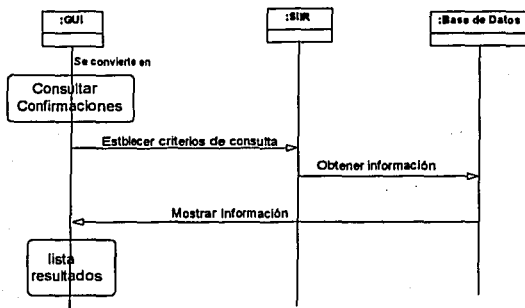 :GUI
:SIIR
:Base de Datos
Se convierte en
Consultar
Confirmaciones
Estblecer criterios de consulta
Obtener información
Mostrar Información
lista
resultados